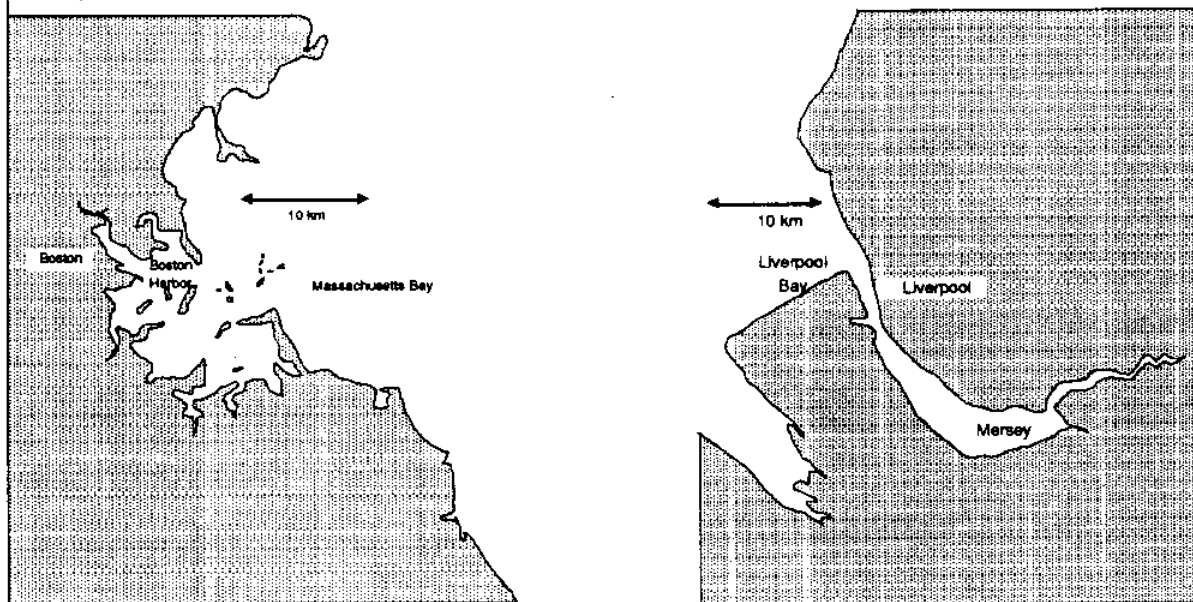 10 km
Boston
Boston
Harbor
Massachusetts Bay
10 km
Liverpool
Bay
Liverpool
Mersey